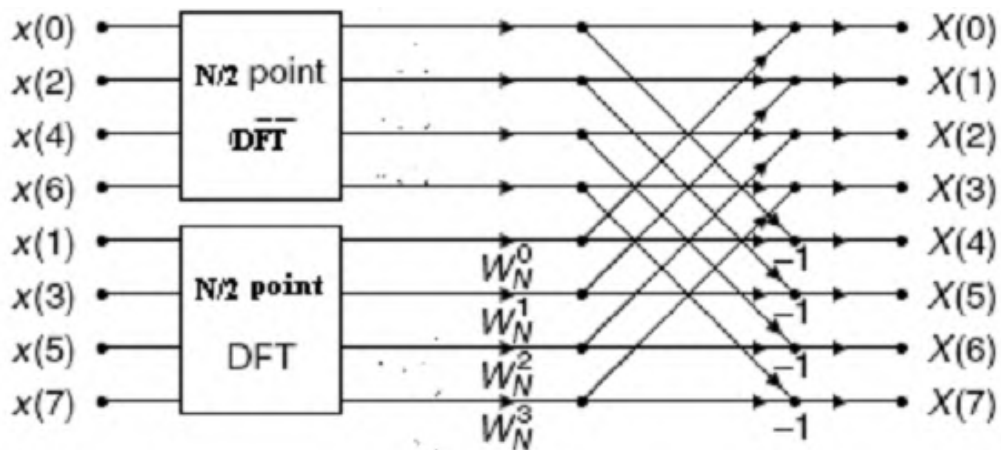 x(0)
x(2)
x(4)
x(6)
x(1)
x(3)
x(5)
x(7)
N/2 point
DFT
N/2 point
DFT
W_N^0
W_N^1
W_N^2
W_N^3
-1
-1
-1
-1
X(0)
X(1)
X(2)
X(3)
X(4)
X(5)
X(6)
X(7)